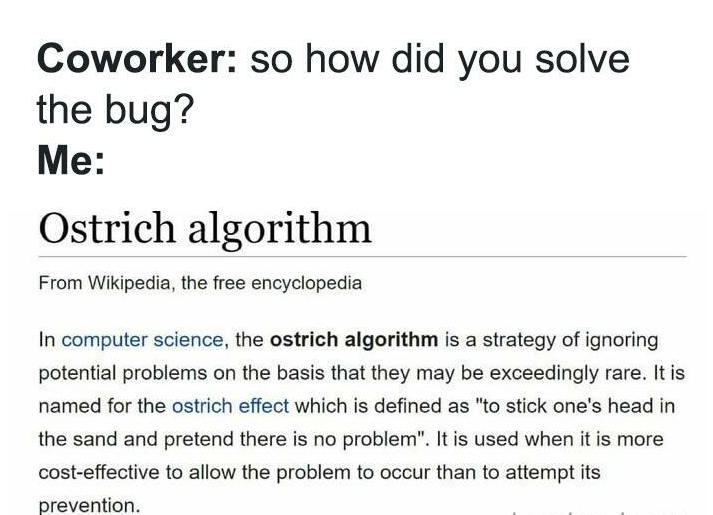 Coworker: so how did you solve
the bug?
Me:
Ostrich algorithm
From Wikipedia, the free encyclopedia
In computer science, the ostrich algorithm is a strategy of ignoring
potential problems on the basis that they may be exceedingly rare. It is
named for the ostrich effect which is defined as "to stick one's head in
the sand and pretend there is no problem". It is used when it is more
cost-effective to allow the problem to occur than to attempt its
prevention.